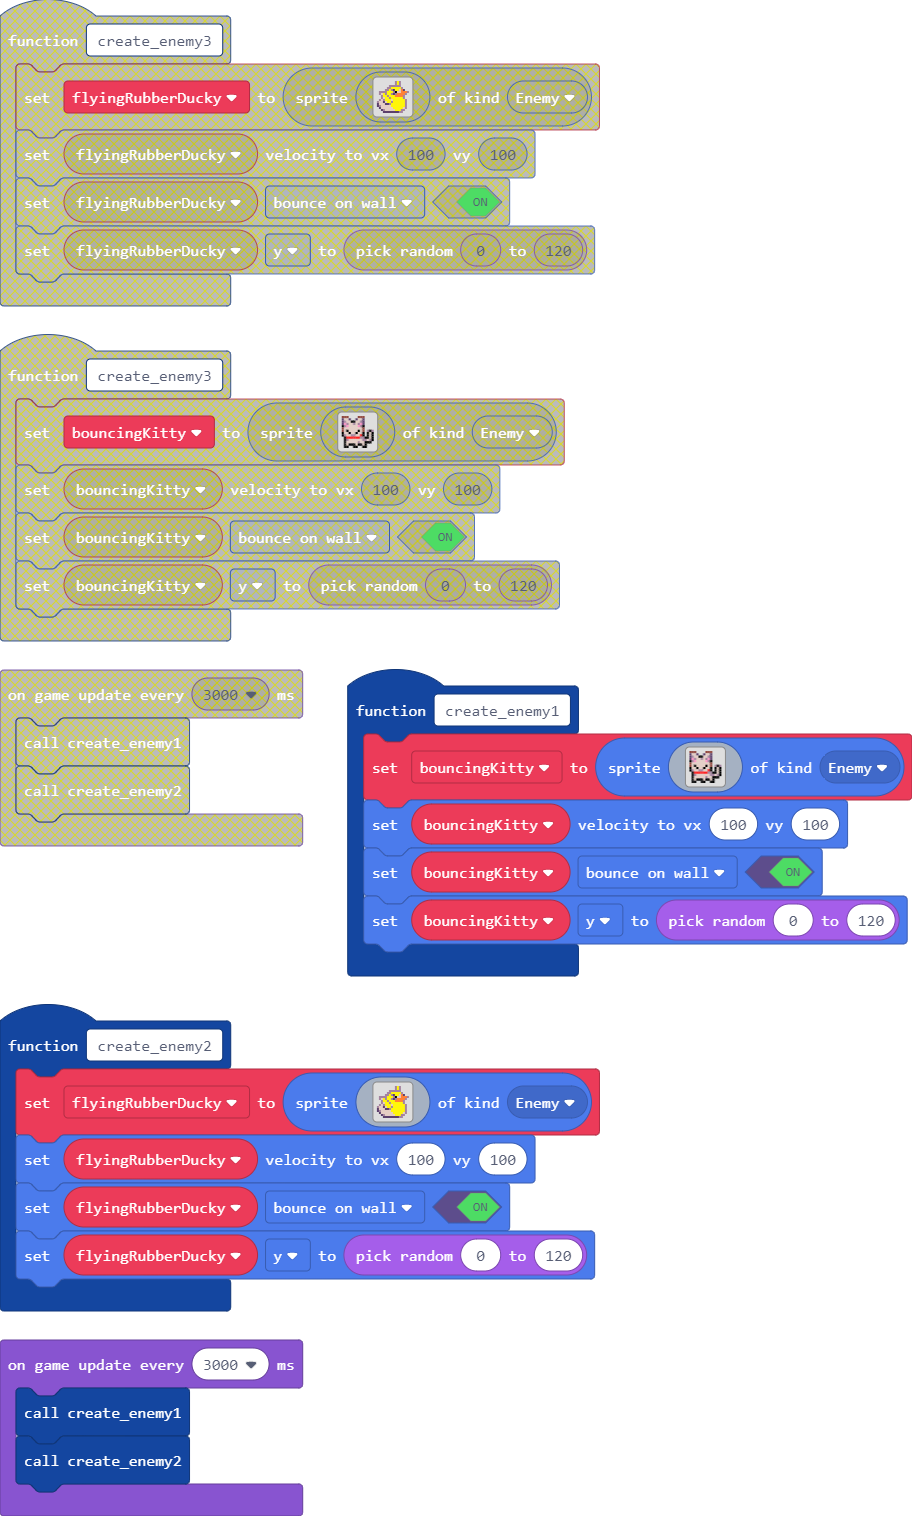 function create_enemy3
set flyingRubberDucky to sprite of kind Enemy
set flyingRubberDucky velocity to vx 100 vy 100
set flyingRubberDucky bounce on wall ON
set flyingRubberDucky y to pick random 0 to 120
function create_enemy3
set bouncingKitty to sprite of kind Enemy
set bouncingKitty velocity to vx 100 vy 100
set bouncingKitty bounce on wall ON
set bouncingKitty y to pick random 0 to 120
on game update every 3000 ms
call create_enemy1
call create_enemy2
function create_enemy1
set bouncingKitty to sprite of kind Enemy
set bouncingKitty velocity to vx 100 vy 100
set bouncingKitty bounce on wall ON
set bouncingKitty y to pick random 0 to 120
function create_enemy2
set flyingRubberDucky to sprite of kind Enemy
set flyingRubberDucky velocity to vx 100 vy 100
set flyingRubberDucky bounce on wall ON
set flyingRubberDucky y to pick random 0 to 120
on game update every 3000 ms
call create_enemy1
call create_enemy2